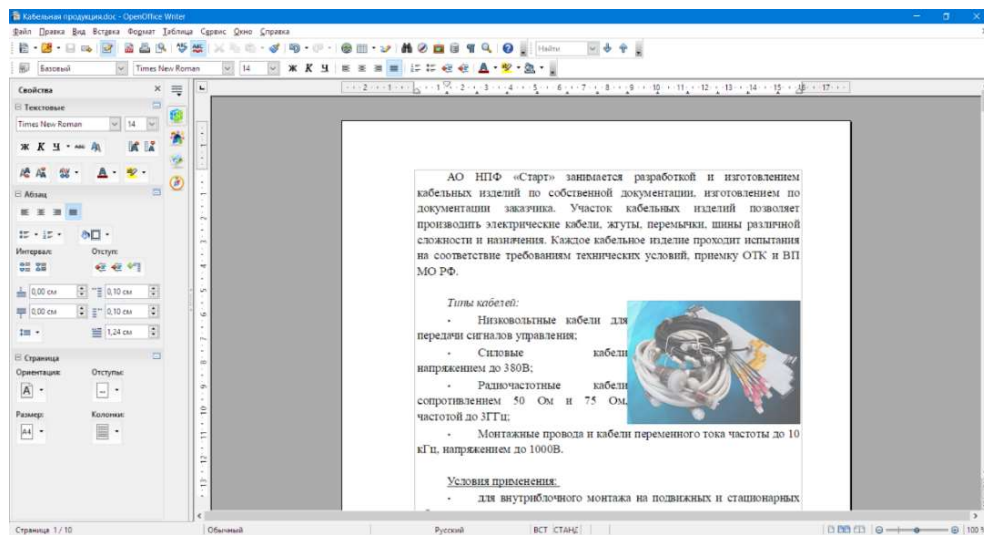 Кабельная продукция.doc - OpenOffice Writer
Файл Правка Вид Вставка Формат Таблица Сервис Окно Справка
Найти
Базовый Times New Roman 14 Ж К Ч
Свойства
Текстовые
Times New Roman 14
Ж К Ч
Абзац
Интервал: Отступ:
0,00 см 0,10 см
0,00 см 0,10 см
1,24 см
Страница
Ориентация: Отступы:
Размер: Колонки:
A4
АО НПФ «Старт» занимается разработкой и изготовлением
кабельных изделий по собственной документации, изготовлением по
документации заказчика. Участок кабельных изделий позволяет
производить электрические кабели, жгуты, перемычки, шины различной
сложности и назначения. Каждое кабельное изделие проходит испытания
на соответствие требованиям технических условий, приемку ОТК и ВП
МО РФ.
Типы кабелей:
- Низковольтные кабели для
передачи сигналов управления;
- Силовые кабели
напряжением до 380В;
- Радиочастотные кабели
сопротивлением 50 Ом и 75 Ом,
частотой до 3ГГц;
- Монтажные провода и кабели переменного тока частоты до 10
кГц, напряжением до 1000В.
Условия применения:
- для внутриблочного монтажа на подвижных и стационарных
Страница 1 / 10 Обычный Русский ВСТ СТАНД 100 %